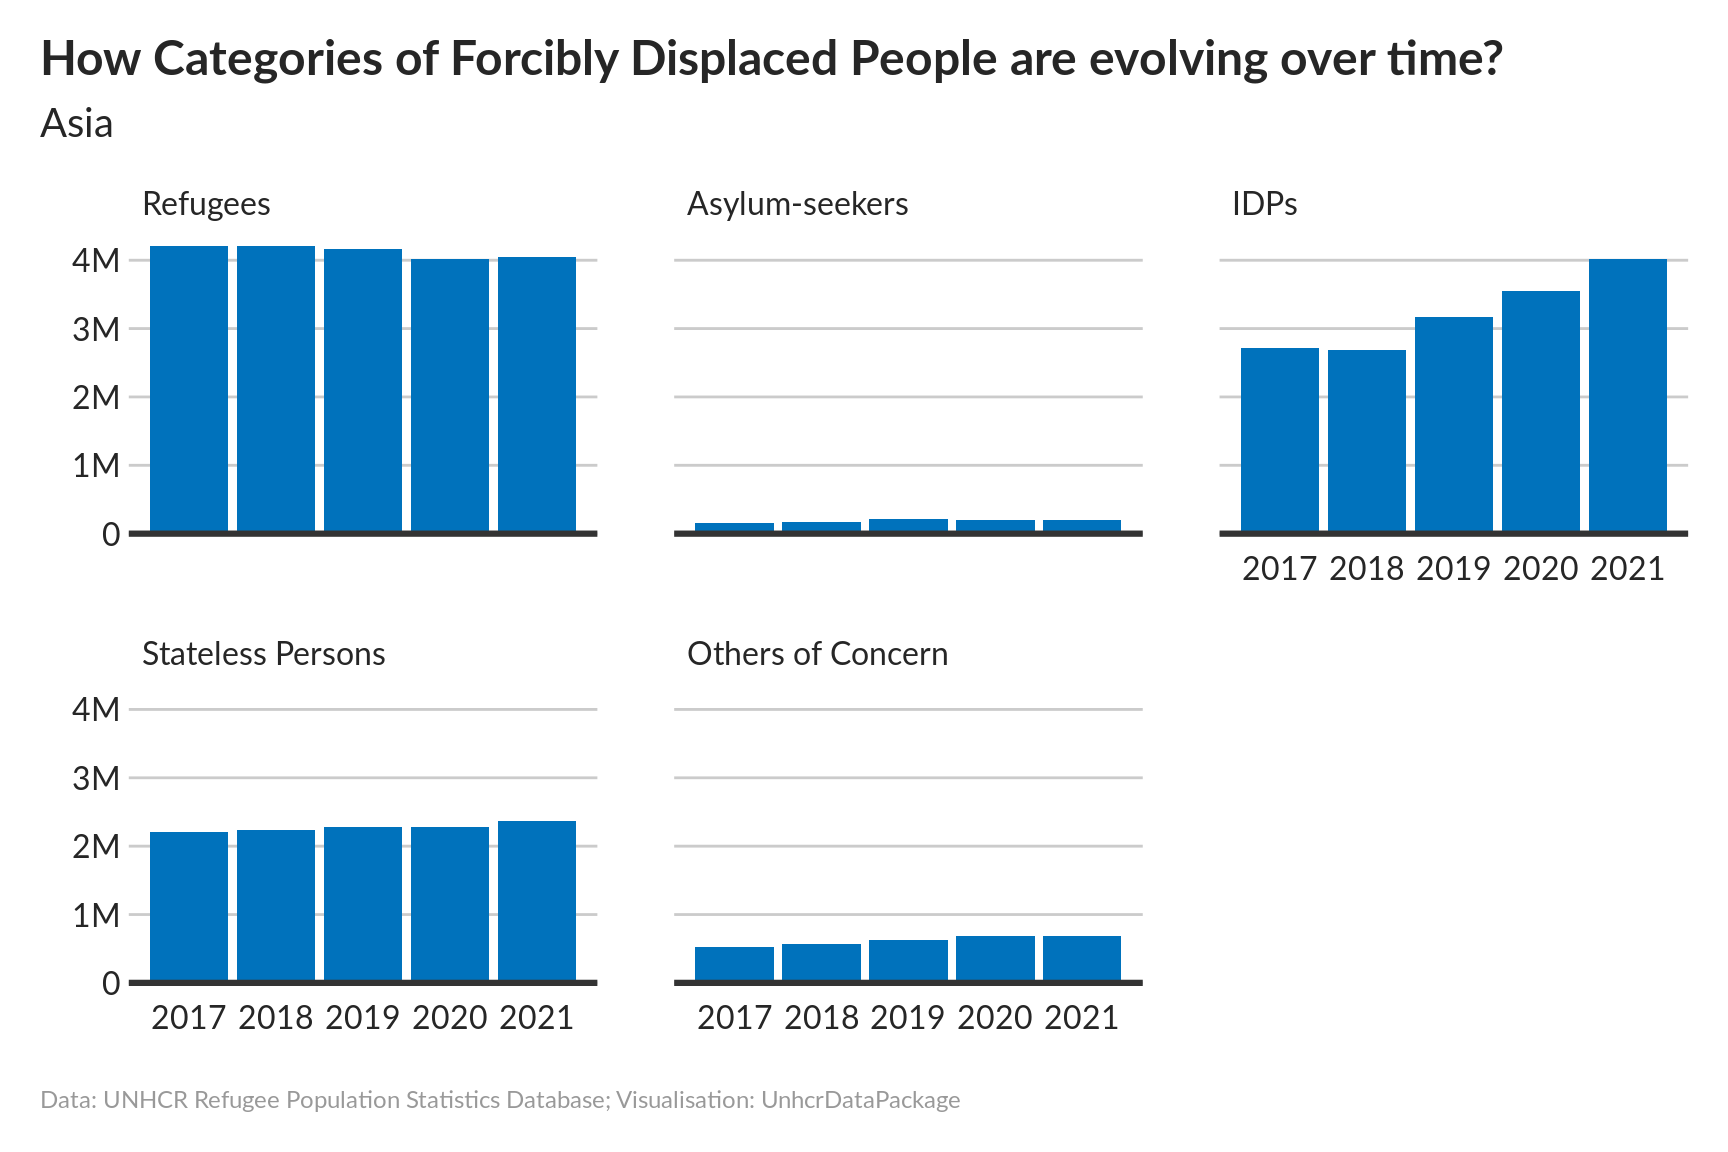 How Categories of Forcibly Displaced People are evolving over time?
Asia
Refugees
Asylum-seekers
IDPs
4M
3M
2M
1M
0
2017 2018 2019 2020 2021
Stateless Persons
Others of Concern
4M
3M
2M
1M
0
2017 2018 2019 2020 2021
2017 2018 2019 2020 2021
Data: UNHCR Refugee Population Statistics Database; Visualisation: UnhcrDataPackage